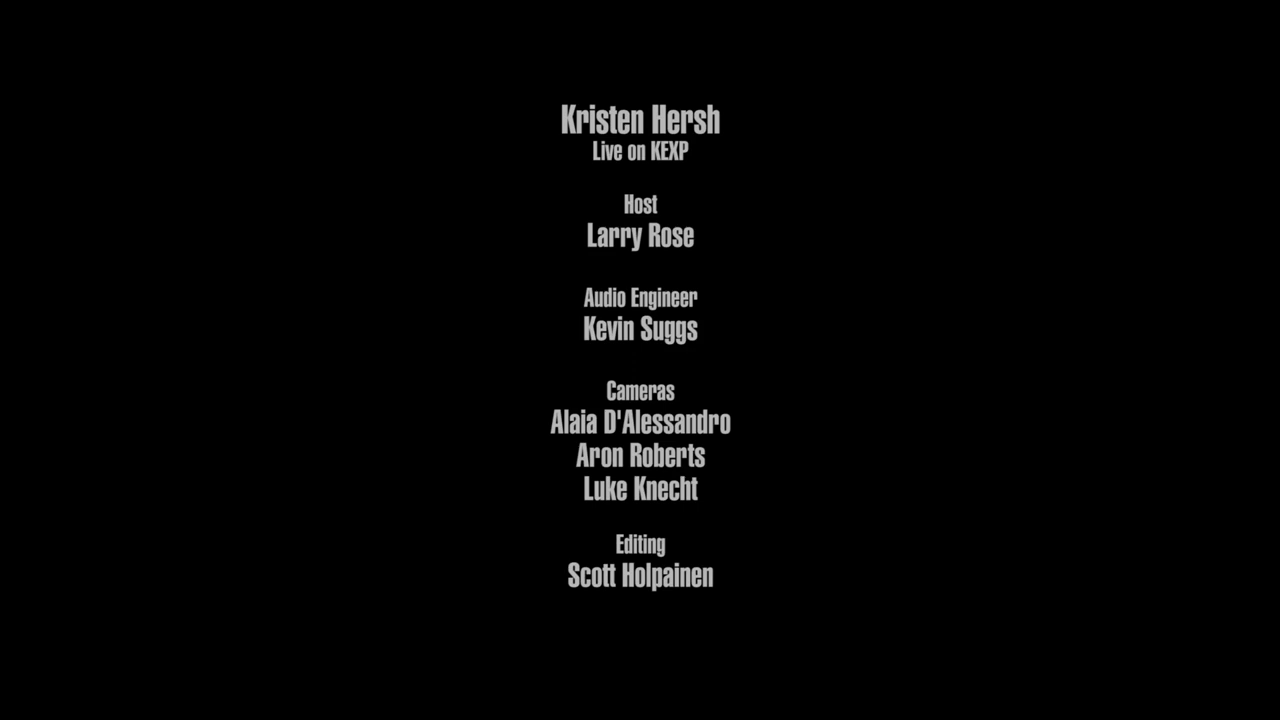 Kristen Hersh
Live on KEXP
Host
Larry Rose
Audio Engineer
Kevin Suggs
Cameras
Alaia D'Alessandro
Aron Roberts
Luke Knecht
Editing
Scott Holpainen